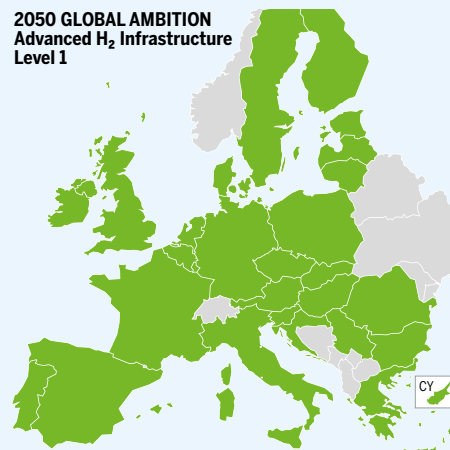 2050 GLOBAL AMBITION
Advanced H₂ Infrastructure
Level 1
CY